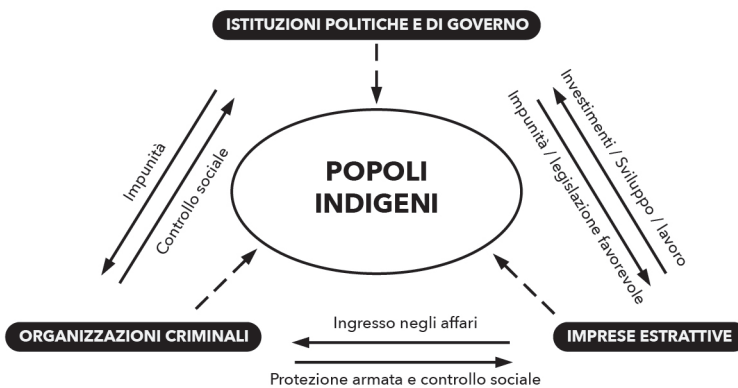 ISTITUZIONI POLITICHE E DI GOVERNO
Impunità
Controllo sociale
POPOLI
INDIGENI
Impunità / legislazione favorevole
Investimenti / Sviluppo / lavoro
ORGANIZZAZIONI CRIMINALI
Ingresso negli affari
Protezione armata e controllo sociale
IMPRESE ESTRATTIVE